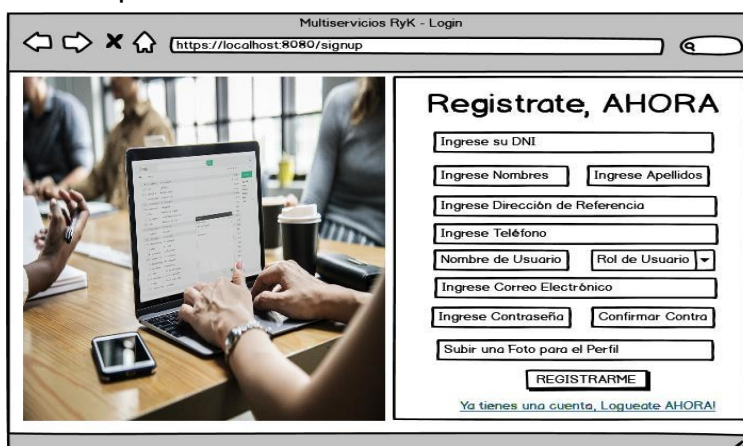 Multiservicios RyK - Login
https://localhost:8080/signup
Registrate, AHORA
Ingrese su DNI
Ingrese Nombres Ingrese Apellidos
Ingrese Dirección de Referencia
Ingrese Teléfono
Nombre de Usuario Rol de Usuario
Ingrese Correo Electrónico
Ingrese Contraseña Confirmar Contra
Subir una Foto para el Perfil
REGISTRARME
Ya tienes una cuenta, Logueate AHORA!